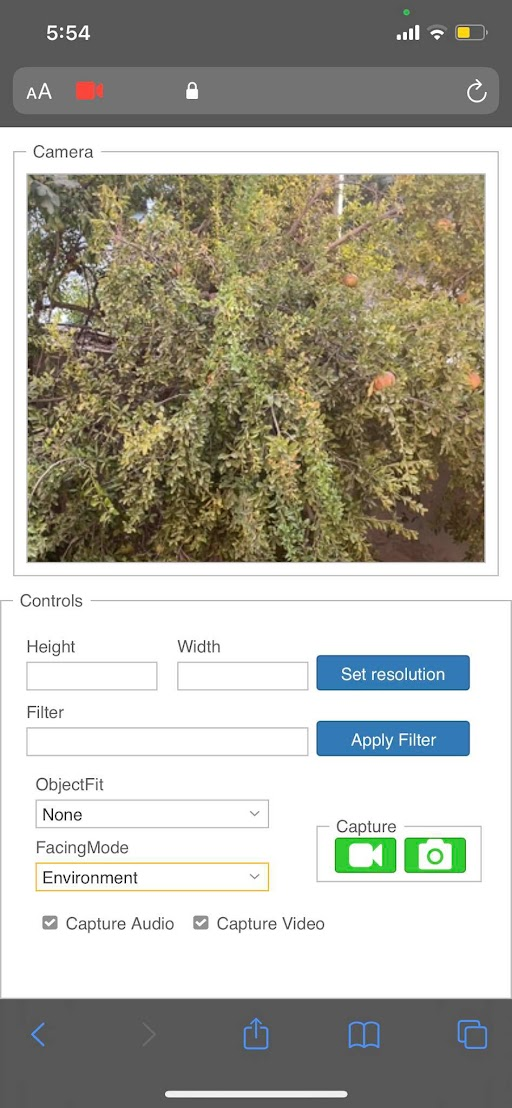 5:54
AA
Camera
Controls
Height Width
Set resolution
Filter
Apply Filter
ObjectFit
None
Capture
FacingMode
Environment
Capture Audio Capture Video